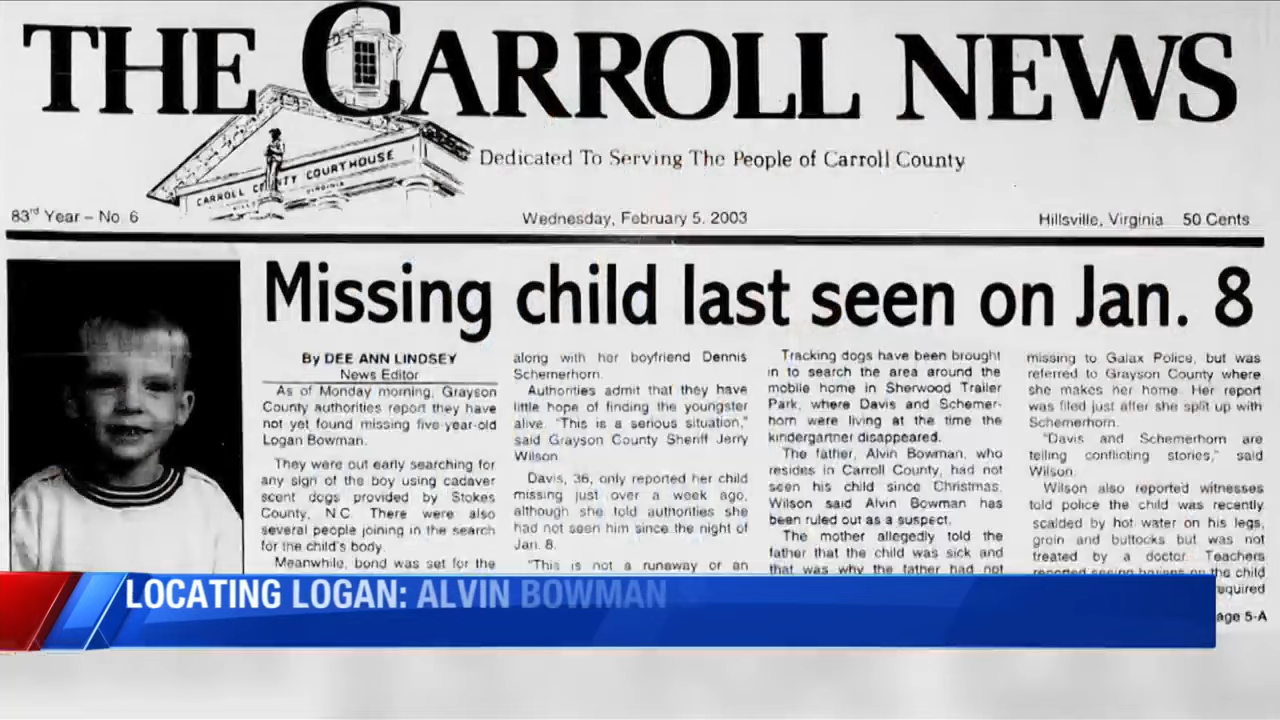 THE CARROLL NEWS
CARROLL COUNTY COURTHOUSE
VIRGINIA
Dedicated To Serving The People of Carroll County
83rd Year – No. 6
Wednesday, February 5, 2003
Hillsville, Virginia 50 Cents
Missing child last seen on Jan. 8
By DEE ANN LINDSEY
News Editor
As of Monday morning, Grayson
County authorities report they have
not yet found missing five-year-old
Logan Bowman.
They were out early searching for
any sign of the boy using cadaver
scent dogs provided by Stokes
County, N.C. There were also
several people joining in the search
for the child's body.
Meanwhile, bond was set for the
along with her boyfriend Dennis
Schemerhorn.
Authorities admit that they have
little hope of finding the youngster
alive. "This is a serious situation,"
said Grayson County Sheriff Jerry
Wilson.
Davis, 36, only reported her child
missing just over a week ago,
although she told authorities she
had not seen him since the night of
Jan. 8.
"This is not a runaway or an
Tracking dogs have been brought
in to search the area around the
mobile home in Sherwood Trailer
Park, where Davis and Schemer-
horn were living at the time the
kindergartner disappeared.
The father, Alvin Bowman, who
resides in Carroll County, had not
seen his child since Christmas.
Wilson said Alvin Bowman has
been ruled out as a suspect.
The mother allegedly told the
father that the child was sick and
that was why the father had not
missing to Galax Police, but was
referred to Grayson County where
she makes her home. Her report
was filed just after she split up with
Schemerhorn.
"Davis and Schemerhorn are
telling conflicting stories," said
Wilson.
Wilson also reported witnesses
told police the child was recently
scalded by hot water on his legs,
groin and buttocks but was not
treated by a doctor. Teachers
reported seeing bruises on the child
equired
age 5-A
LOCATING LOGAN: ALVIN BOWMAN